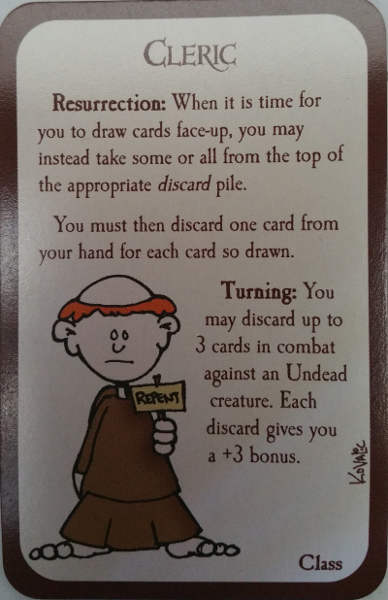 CLERIC
Resurrection: When it is time for
you to draw cards face-up, you may
instead take some or all from the top of
the appropriate discard pile.
You must then discard one card from
your hand for each card so drawn.
Turning: You
may discard up to
3 cards in combat
against an Undead
creature. Each
discard gives you
a +3 bonus.
REPENT
KOVALIC
Class